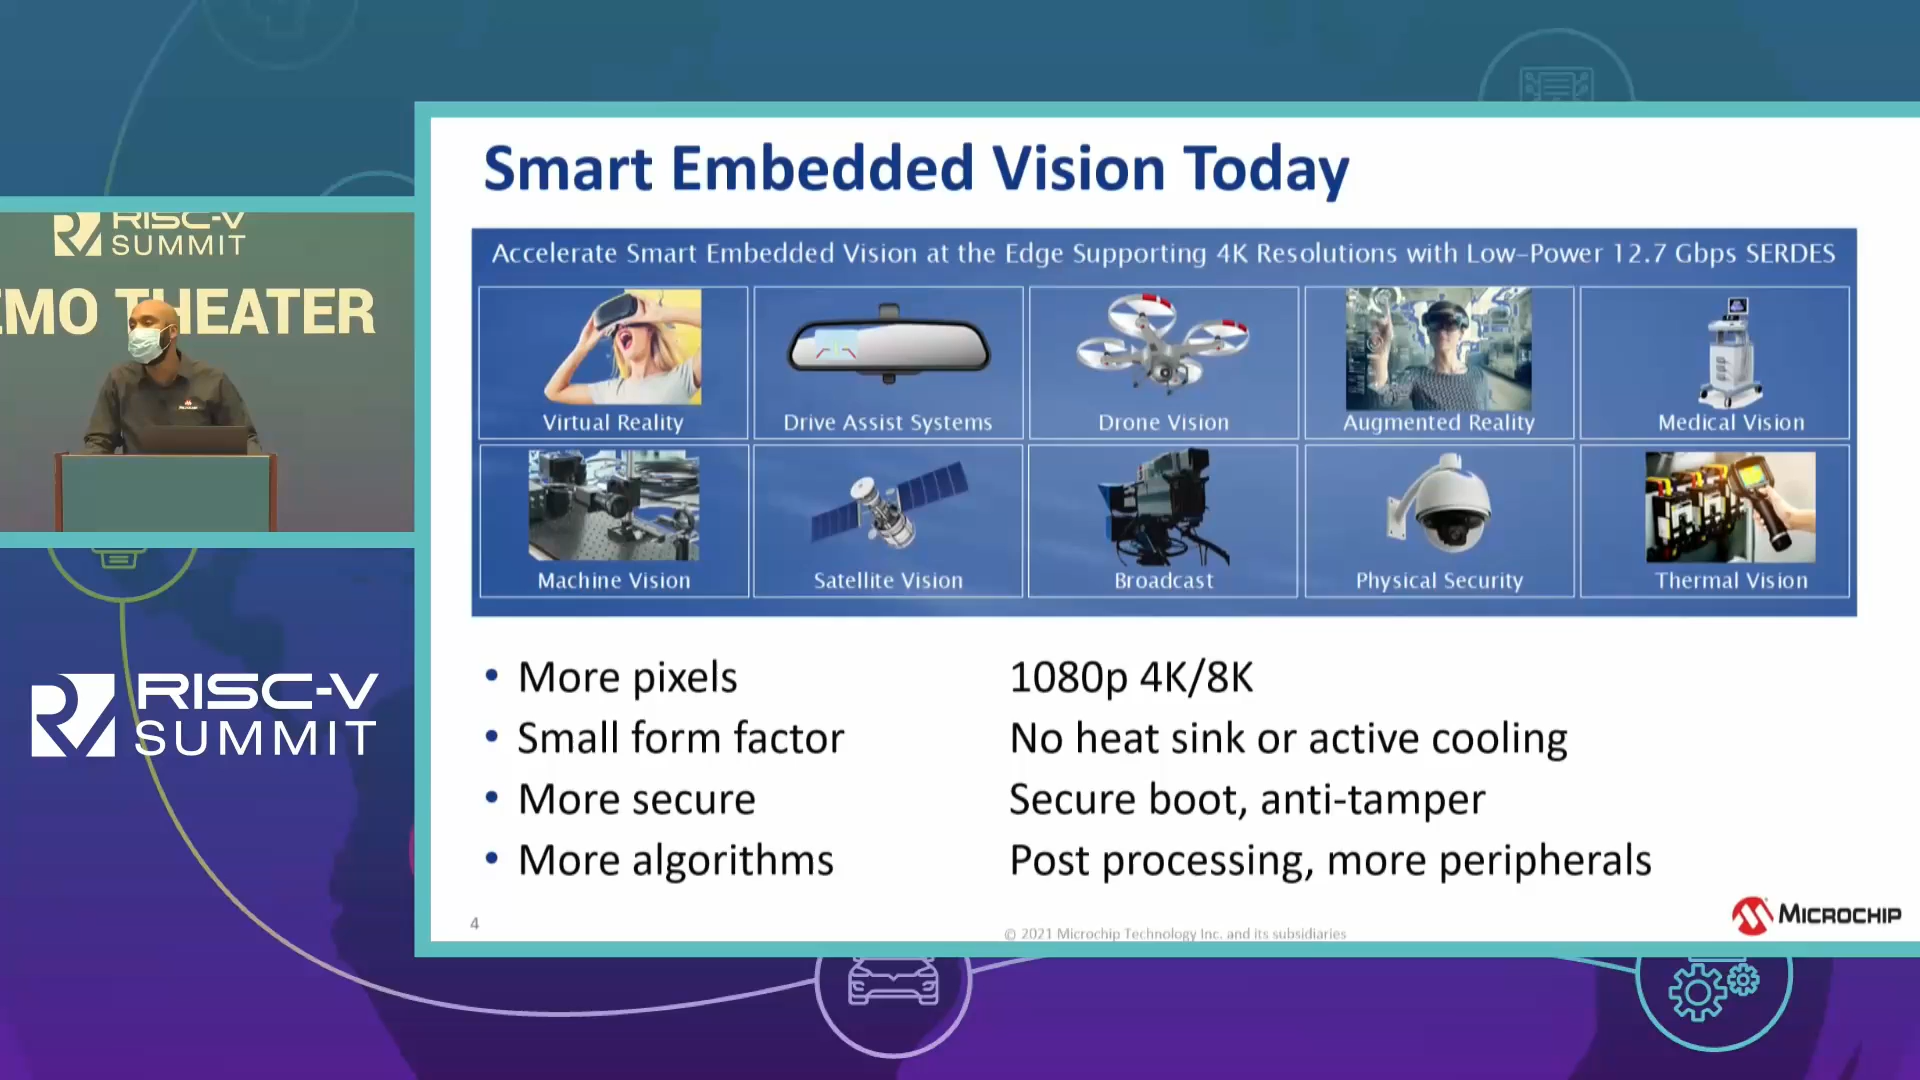 Smart Embedded Vision Today
RISC-V
SUMMIT
EMO THEATER
Accelerate Smart Embedded Vision at the Edge Supporting 4K Resolutions with Low-Power 12.7 Gbps SERDES
Virtual Reality
Drive Assist Systems
Drone Vision
Augmented Reality
Medical Vision
Machine Vision
Satellite Vision
Broadcast
Physical Security
Thermal Vision
• More pixels 1080p 4K/8K
• Small form factor No heat sink or active cooling
• More secure Secure boot, anti-tamper
• More algorithms Post processing, more peripherals
RISC-V
SUMMIT
4
© 2021 Microchip Technology Inc. and its subsidiaries
MICROCHIP